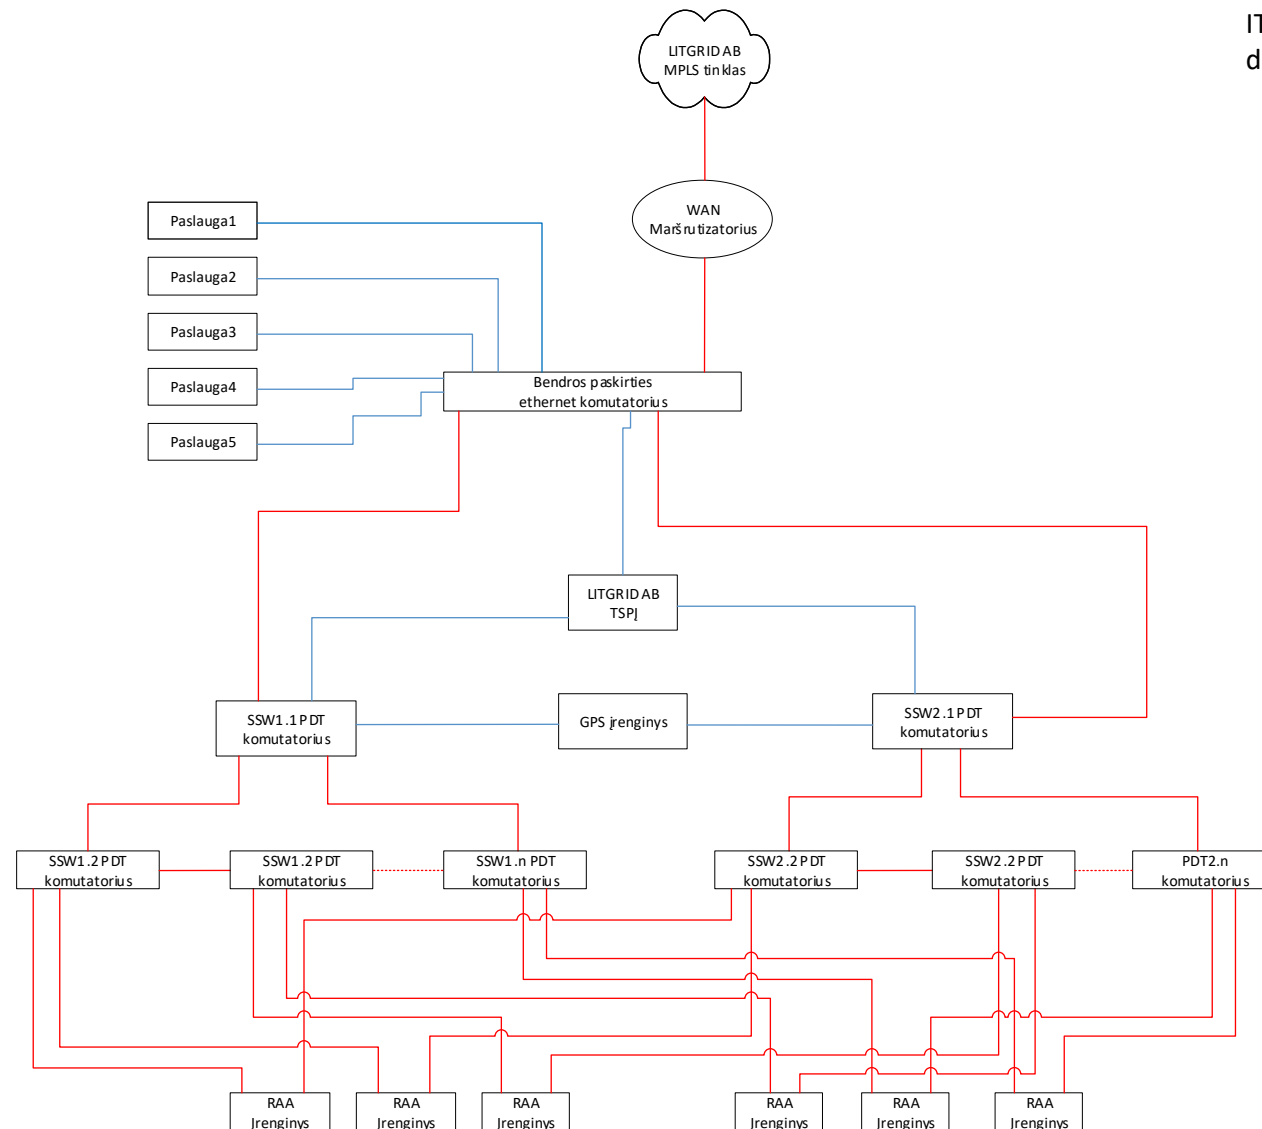 IT
d
LITGRID AB
MPLS tinklas
WAN
Maršrutizatorius
Paslauga1
Paslauga2
Paslauga3
Paslauga4
Paslauga5
Bendros paskirties
ethernet komutatorius
LITGRID AB
TSPĮ
SSW1.1 PDT
komutatorius
GPS įrenginys
SSW2.1 PDT
komutatorius
SSW1.2 PDT
komutatorius
SSW1.2 PDT
komutatorius
SSW1.n PDT
komutatorius
SSW2.2 PDT
komutatorius
SSW2.2 PDT
komutatorius
PDT2.n
komutatorius
RAA
Įrenginys
RAA
Įrenginys
RAA
Įrenginys
RAA
Įrenginys
RAA
Įrenginys
RAA
Įrenginys